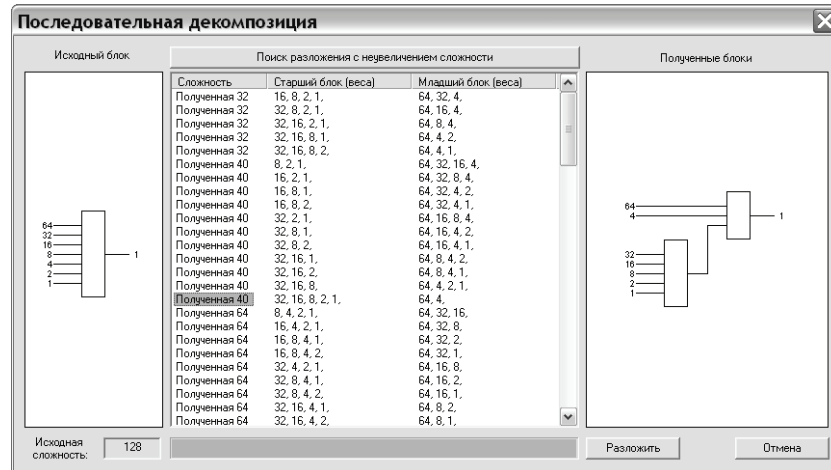 Последовательная декомпозиция
Исходный блок
Поиск разложения с неувеличением сложности
Полученные блоки
Сложность Старший блок (веса) Младший блок (веса)
Полученная 32 16, 8, 2, 1, 64, 32, 4,
Полученная 32 32, 8, 2, 1, 64, 16, 4,
Полученная 32 32, 16, 2, 1, 64, 8, 4,
Полученная 32 32, 16, 8, 1, 64, 4, 2,
Полученная 32 32, 16, 8, 2, 64, 4, 1,
Полученная 40 8, 2, 1, 64, 32, 16, 4,
Полученная 40 16, 2, 1, 64, 32, 8, 4,
Полученная 40 16, 8, 1, 64, 32, 4, 2,
Полученная 40 16, 8, 2, 64, 32, 4, 1,
Полученная 40 32, 2, 1, 64, 16, 8, 4,
Полученная 40 32, 8, 1, 64, 16, 4, 2,
Полученная 40 32, 8, 2, 64, 16, 4, 1,
Полученная 40 32, 16, 1, 64, 8, 4, 2,
Полученная 40 32, 16, 2, 64, 8, 4, 1,
Полученная 40 32, 16, 8, 64, 4, 2, 1,
Полученная 40 32, 16, 8, 2, 1, 64, 4,
Полученная 64 8, 4, 2, 1, 64, 32, 16,
Полученная 64 16, 4, 2, 1, 64, 32, 8,
Полученная 64 16, 8, 4, 1, 64, 32, 2,
Полученная 64 16, 8, 4, 2, 64, 32, 1,
Полученная 64 32, 4, 2, 1, 64, 16, 8,
Полученная 64 32, 8, 4, 1, 64, 16, 2,
Полученная 64 32, 8, 4, 2, 64, 16, 1,
Полученная 64 32, 16, 4, 1, 64, 8, 2,
Полученная 64 32, 16, 4, 2, 64, 8, 1,
64
32
16
8
4
2
1
1
64
4
1
32
16
8
2
1
Исходная
сложность:
128
Разложить
Отмена